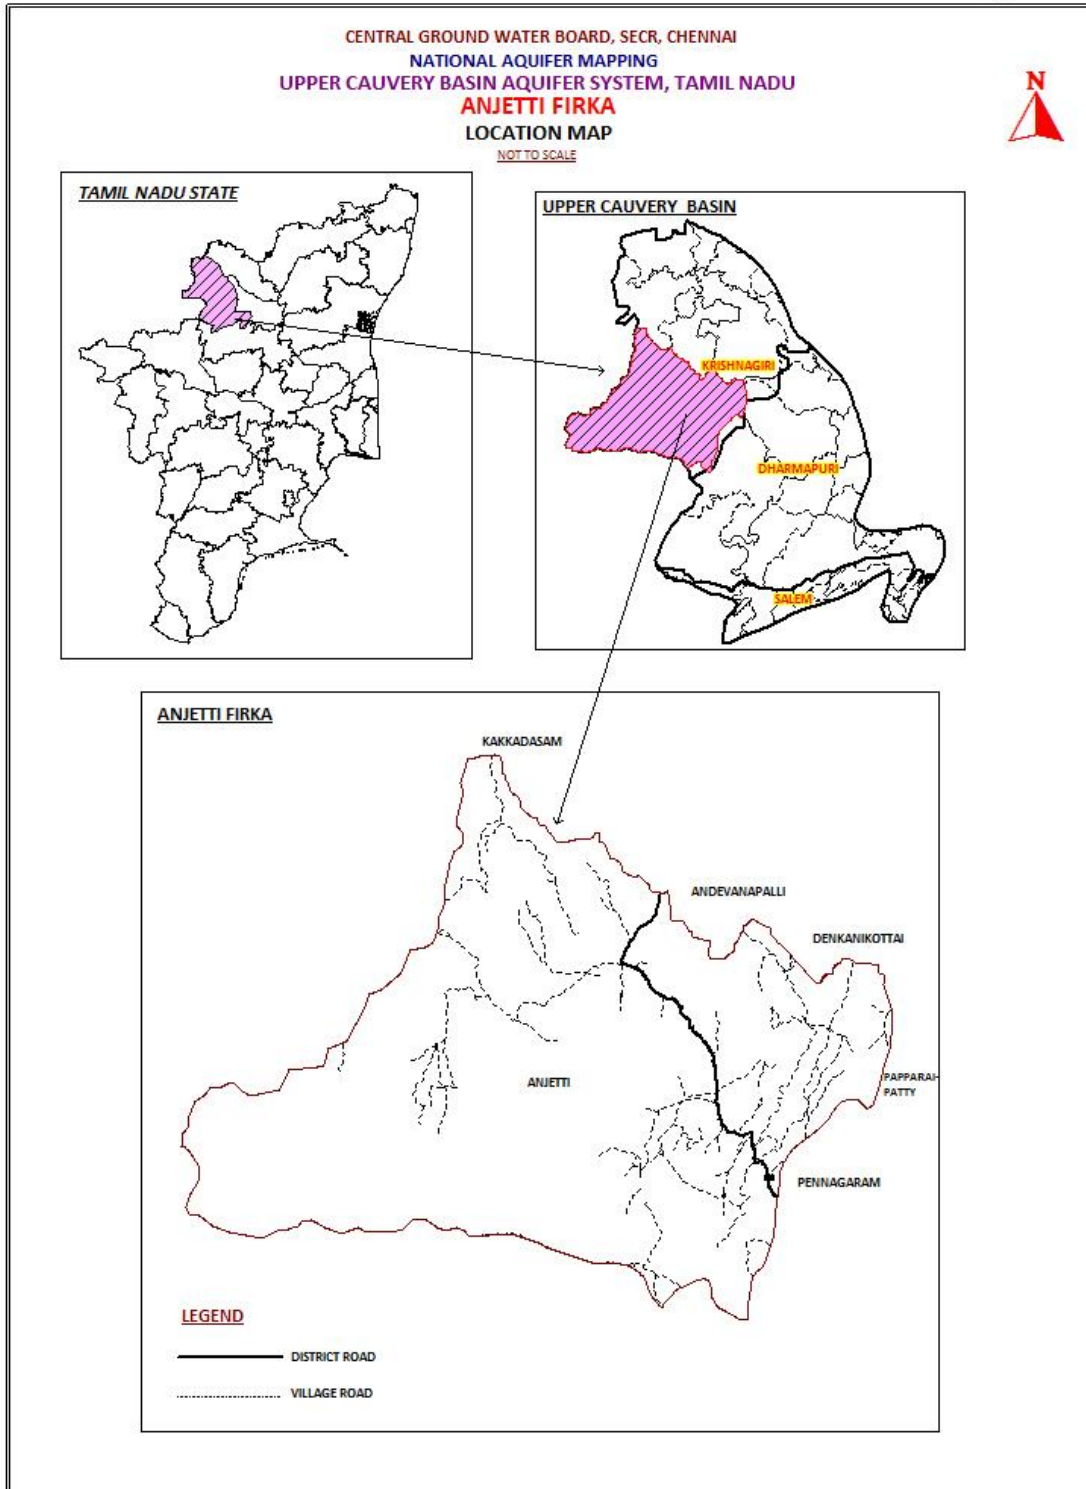 CENTRAL GROUND WATER BOARD, SECR, CHENNAI
NATIONAL AQUIFER MAPPING
UPPER CAUVERY BASIN AQUIFER SYSTEM, TAMIL NADU
ANJETTI FIRKA
LOCATION MAP
NOT TO SCALE
N
TAMIL NADU STATE
UPPER CAUVERY BASIN
KRISHNAGIRI
DHARMAPURI
SALEM
ANJETTI FIRKA
KAKKADASAM
ANDEVANAPALLI
DENKANIKOTTAI
ANJETTI
PAPPARAI-
PATTY
PENNAGARAM
LEGEND
DISTRICT ROAD
VILLAGE ROAD